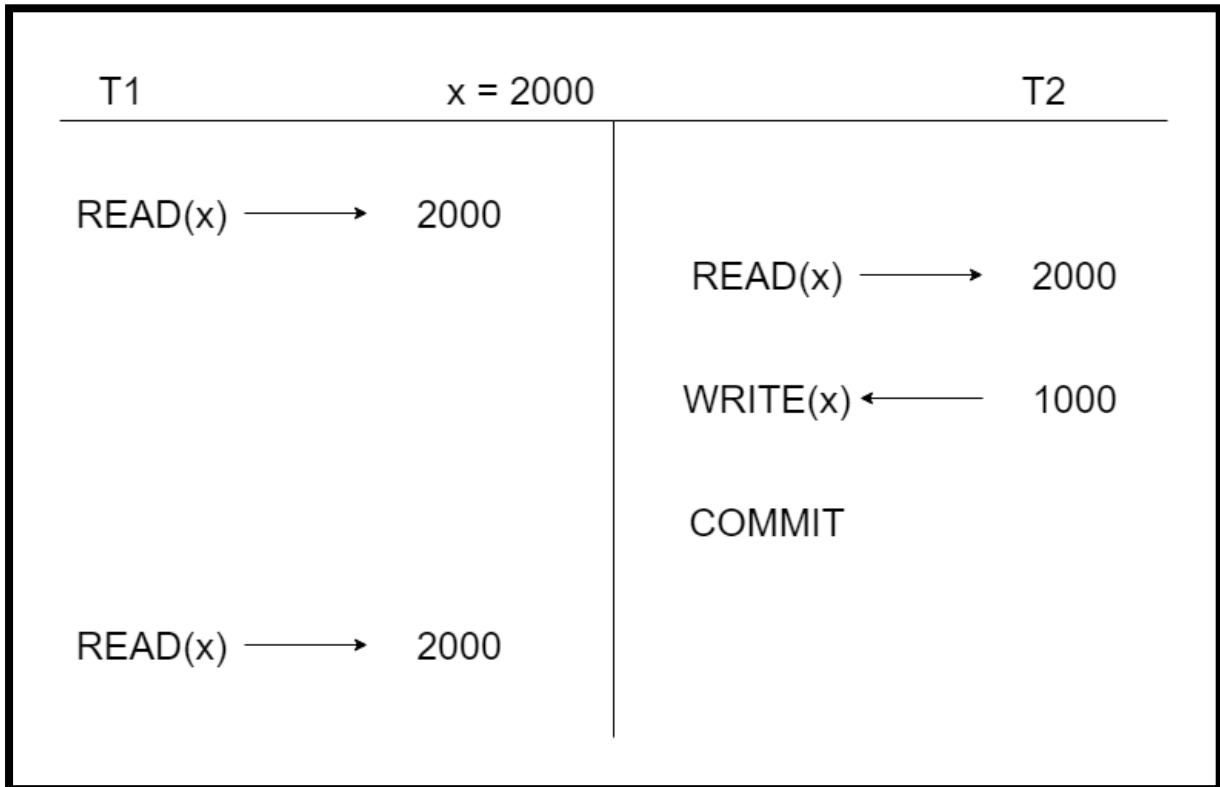 T1 x = 2000 T2
READ(x) 2000
READ(x) 2000
WRITE(x) 1000
COMMIT
READ(x) 2000